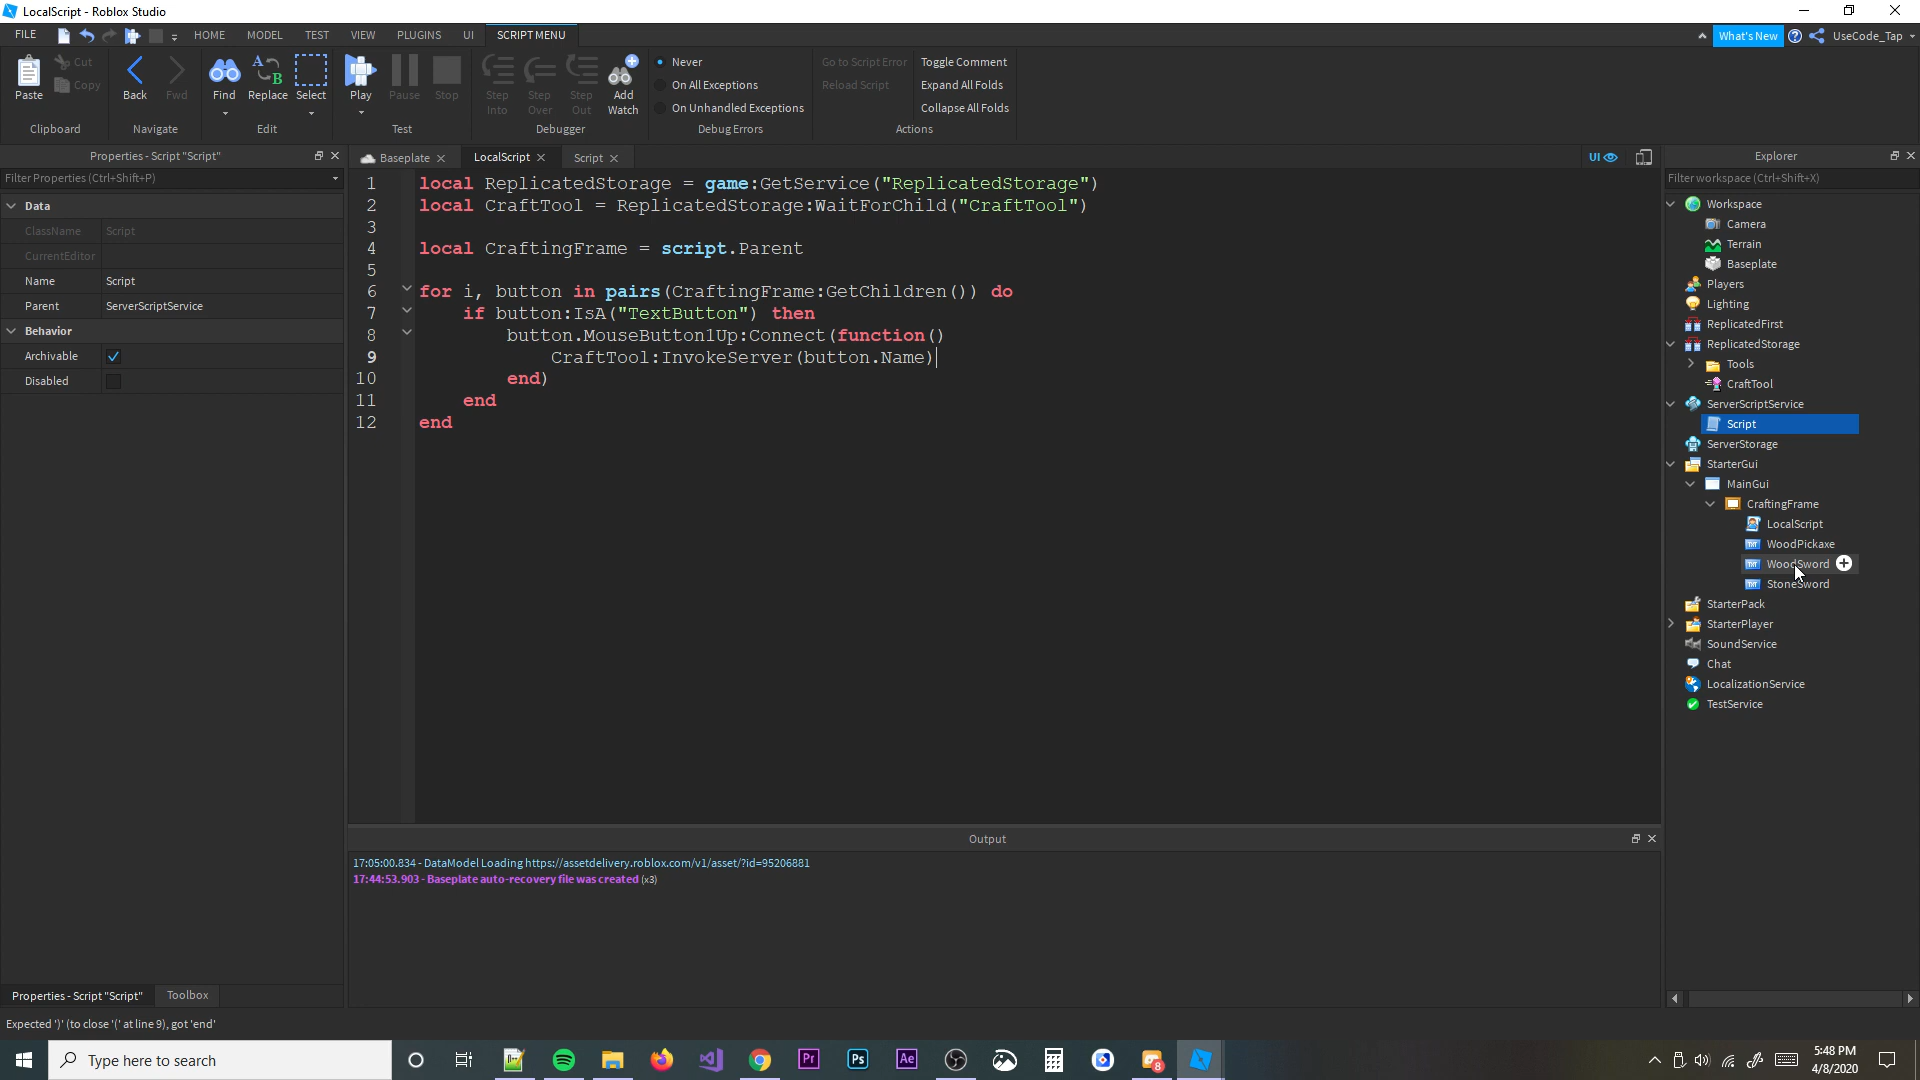 LocalScript - Roblox Studio
FILE HOME MODEL TEST VIEW PLUGINS UI SCRIPT MENU What's New UseCode_Tap
Paste Cut Copy Clipboard
Back Fwd Navigate
Find Replace Select Edit
Play Pause Stop Test
Step Into Step Over Step Out Add Watch Debugger
Never
On All Exceptions
On Unhandled Exceptions
Debug Errors
Go to Script Error
Reload Script
Toggle Comment
Expand All Folds
Collapse All Folds
Actions
Properties - Script "Script"
Filter Properties (Ctrl+Shift+P)
Data
ClassName Script
CurrentEditor
Name Script
Parent ServerScriptService
Behavior
Archivable
Disabled
Baseplate LocalScript Script UI
1 local ReplicatedStorage = game:GetService("ReplicatedStorage")
2 local CraftTool = ReplicatedStorage:WaitForChild("CraftTool")
3
4 local CraftingFrame = script.Parent
5
6 for i, button in pairs(CraftingFrame:GetChildren()) do
7 if button:IsA("TextButton") then
8 button.MouseButton1Up:Connect(function()
9 CraftTool:InvokeServer(button.Name)
10 end)
11 end
12 end
Output
17:05:00.834 - DataModel Loading https://assetdelivery.roblox.com/v1/asset/?id=95206881
17:44:53.903 - Baseplate auto-recovery file was created (x3)
Explorer
Filter workspace (Ctrl+Shift+X)
Workspace
Camera
Terrain
Baseplate
Players
Lighting
ReplicatedFirst
ReplicatedStorage
Tools
CraftTool
ServerScriptService
Script
ServerStorage
StarterGui
MainGui
CraftingFrame
LocalScript
WoodPickaxe
WoodSword
StoneSword
StarterPack
StarterPlayer
SoundService
Chat
LocalizationService
TestService
Properties - Script "Script" Toolbox
Expected ')' (to close '(' at line 9), got 'end'
Type here to search
Pr Ps Ae 8
5:48 PM
4/8/2020